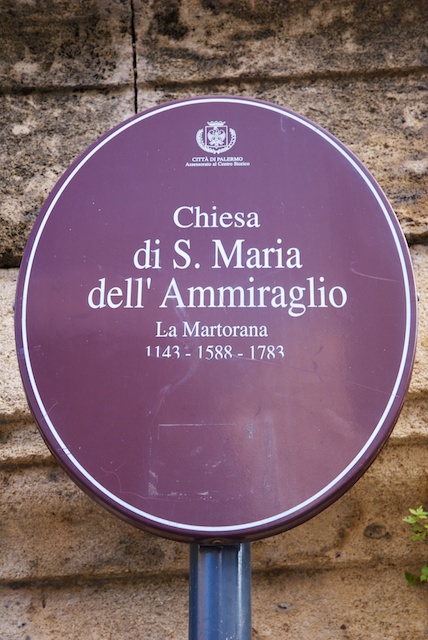 CITTÀ DI PALERMO
Assessorato al Centro Storico
Chiesa
di S. Maria
dell' Ammiraglio
La Martorana
1143 - 1588 - 1783